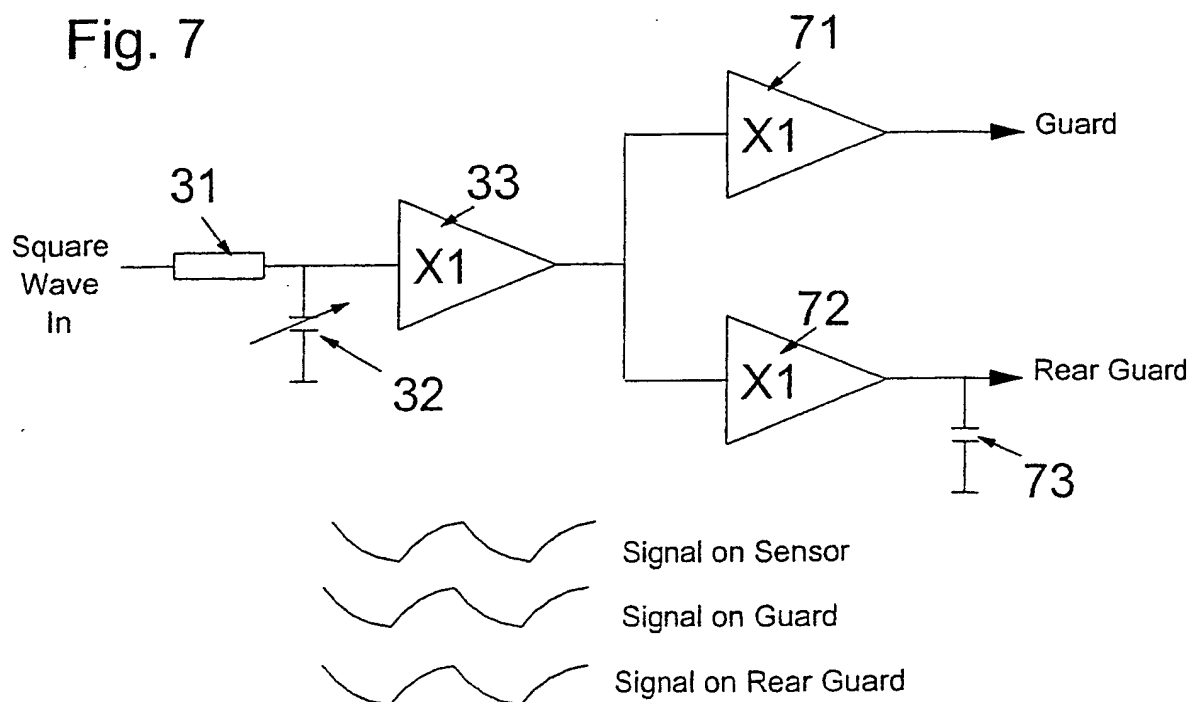 Fig. 7
71
X1
Guard
31
33
Square
Wave
In
X1
32
72
X1
Rear Guard
73
Signal on Sensor
Signal on Guard
Signal on Rear Guard